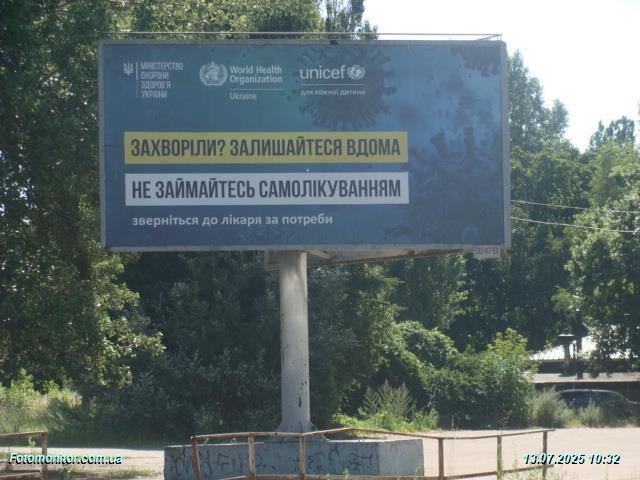 МІНІСТЕРСТВО
ОХОРОНИ
ЗДОРОВ'Я
УКРАЇНИ
World Health
Organization
Ukraine
unicef
для кожної дитини
ЗАХВОРІЛИ? ЗАЛИШАЙТЕСЯ ВДОМА
НЕ ЗАЙМАЙТЕСЬ САМОЛІКУВАННЯМ
зверніться до лікаря за потреби
3247B
Fotomonitor.com.ua
13.07.2025 10:32